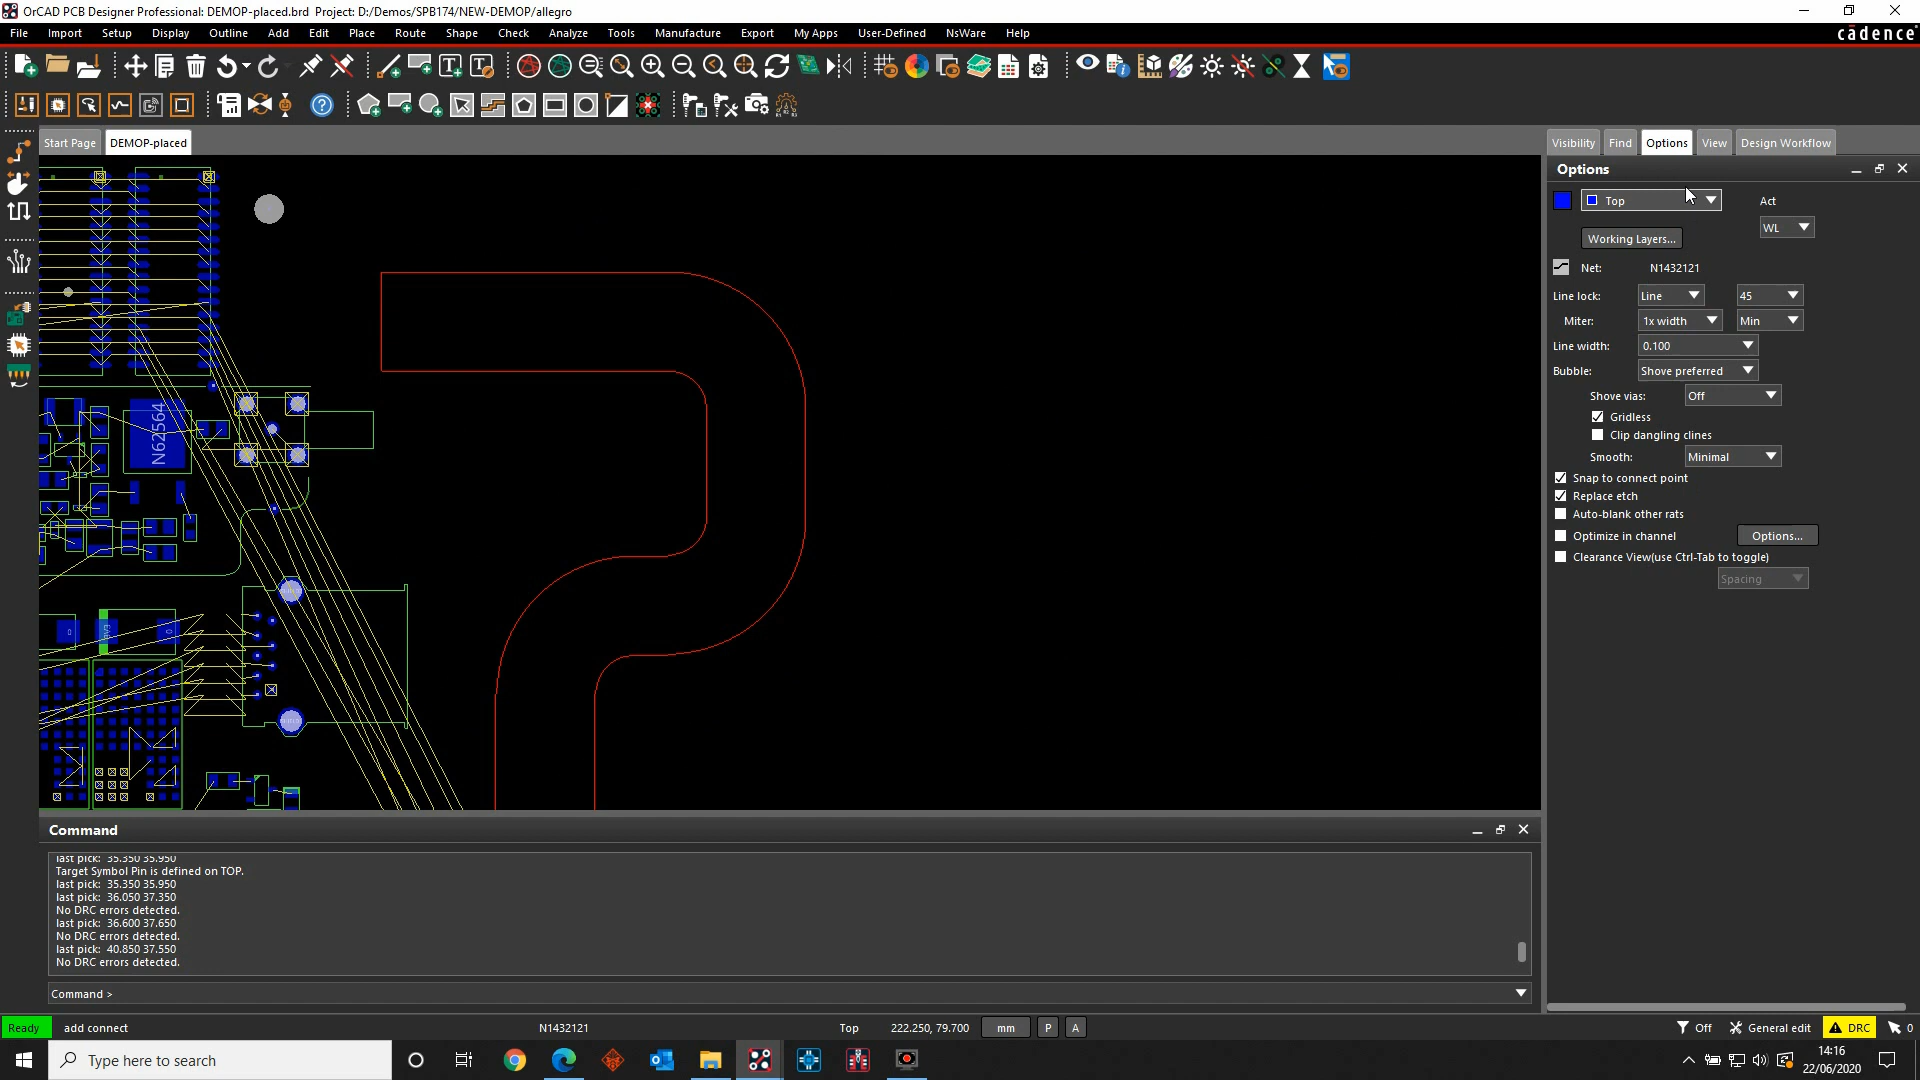 OrCAD PCB Designer Professional: DEMOP-placed.brd  Project: D:/Demos/SPB174/NEW-DEMOP/allegro
File Import Setup Display Outline Add Edit Place Route Shape Check Analyze Tools Manufacture Export My Apps User-Defined NsWare Help
cādence
Start Page DEMOP-placed
Visibility Find Options View Design Workflow
Options
Top Act
WL
Working Layers...
Net: N1432121
Line lock: Line 45
Miter: 1x width Min
Line width: 0.100
Bubble: Shove preferred
Shove vias: Off
Gridless
Clip dangling clines
Smooth: Minimal
Snap to connect point
Replace etch
Auto-blank other rats
Optimize in channel Options...
Clearance View(use Ctrl-Tab to toggle)
Spacing
N62564
Command
last pick: 35.350 35.950
Target Symbol Pin is defined on TOP.
last pick: 35.350 35.950
last pick: 36.050 37.350
No DRC errors detected.
last pick: 36.600 37.650
No DRC errors detected.
last pick: 40.850 37.550
No DRC errors detected.
Command >
Ready add connect N1432121 Top 222.250, 79.700 mm P A Off General edit DRC 0
Type here to search
14:16
22/06/2020